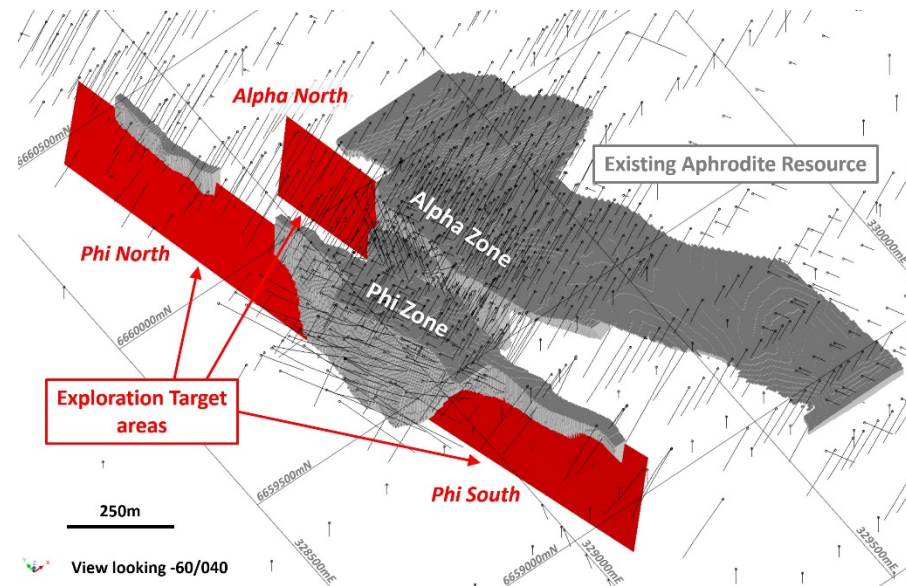 Alpha North
6660500mN
Existing Aphrodite Resource
Alpha Zone
330000mE
Phi North
Phi Zone
6660000mN
Exploration Target
areas
6659500mN
Phi South
250m
328500mE
329000mE
6659000mN
329500mE
View looking -60/040